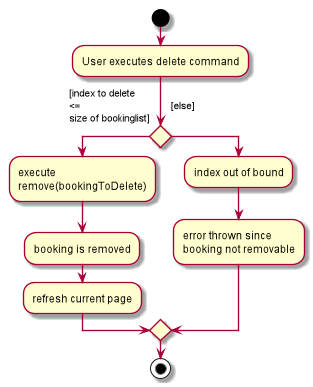 User executes delete command
[index to delete
<=
size of bookinglist]
[else]
execute
remove(bookingToDelete)
index out of bound
booking is removed
error thrown since
booking not removable
refresh current page